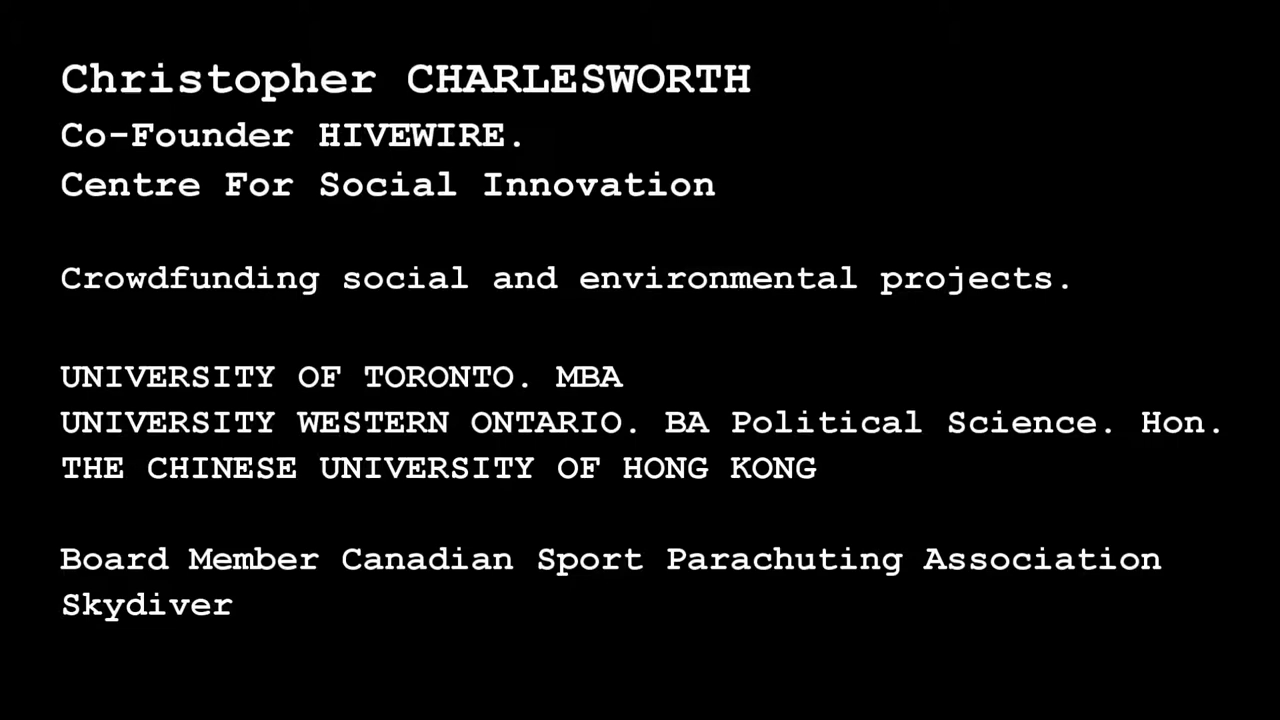 Christopher CHARLESWORTH
Co-Founder HIVEWIRE.
Centre For Social Innovation
Crowdfunding social and environmental projects.
UNIVERSITY OF TORONTO. MBA
UNIVERSITY WESTERN ONTARIO. BA Political Science. Hon.
THE CHINESE UNIVERSITY OF HONG KONG
Board Member Canadian Sport Parachuting Association
Skydiver